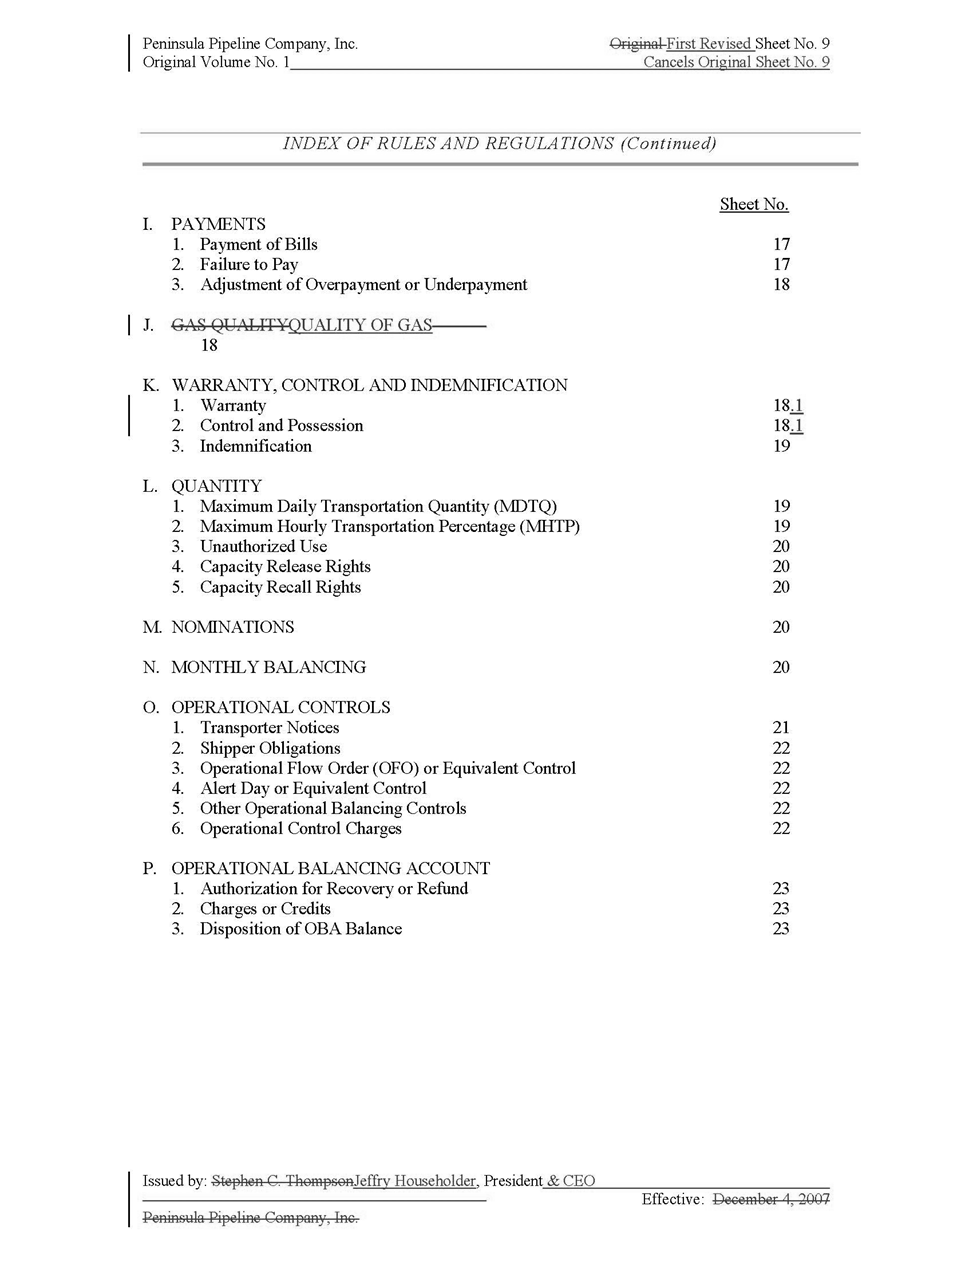 Peninsula Pipeline Company, Inc. Original First Revised Sheet No. 9
Original Volume No. 1 Cancels Original Sheet No. 9
INDEX OF RULES AND REGULATIONS (Continued)
Sheet No.
I. PAYMENTS
1. Payment of Bills 17
2. Failure to Pay 17
3. Adjustment of Overpayment or Underpayment 18
J. GAS QUALITYQUALITY OF GAS
18
K. WARRANTY, CONTROL AND INDEMNIFICATION
1. Warranty 18.1
2. Control and Possession 18.1
3. Indemnification 19
L. QUANTITY
1. Maximum Daily Transportation Quantity (MDTQ) 19
2. Maximum Hourly Transportation Percentage (MHTP) 19
3. Unauthorized Use 20
4. Capacity Release Rights 20
5. Capacity Recall Rights 20
M. NOMINATIONS 20
N. MONTHLY BALANCING 20
O. OPERATIONAL CONTROLS
1. Transporter Notices 21
2. Shipper Obligations 22
3. Operational Flow Order (OFO) or Equivalent Control 22
4. Alert Day or Equivalent Control 22
5. Other Operational Balancing Controls 22
6. Operational Control Charges 22
P. OPERATIONAL BALANCING ACCOUNT
1. Authorization for Recovery or Refund 23
2. Charges or Credits 23
3. Disposition of OBA Balance 23
Issued by: Stephen C. ThompsonJeffry Householder, President & CEO
Effective: December 4, 2007
Peninsula Pipeline Company, Inc.